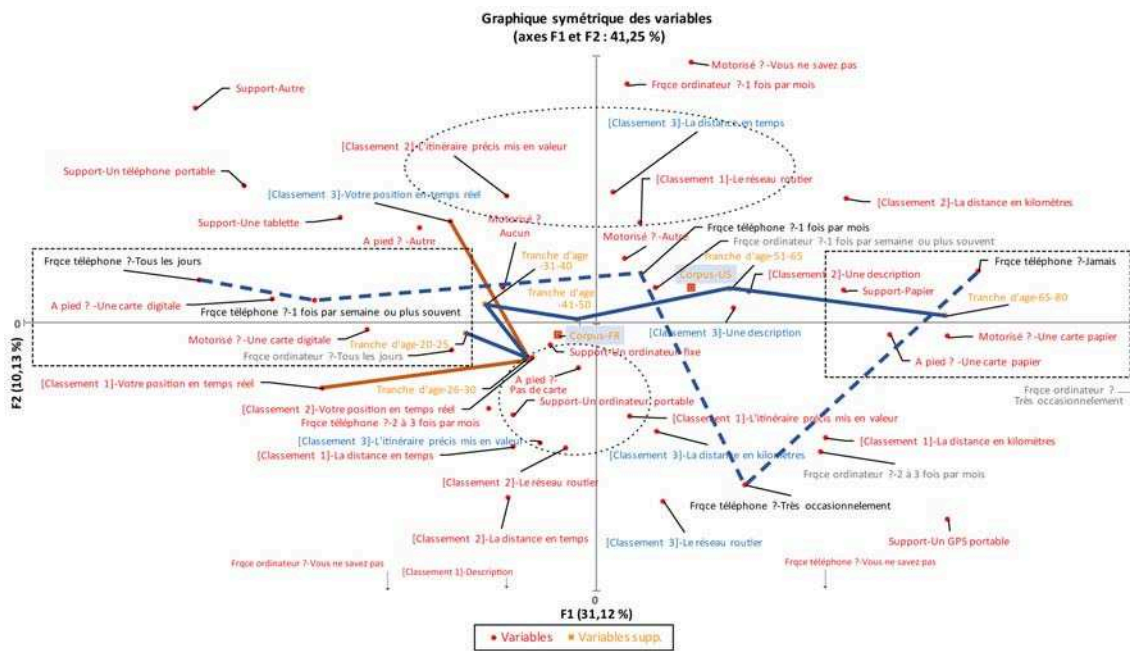 Graphique symétrique des variables
(axes F1 et F2 : 41,25 %)
Motorisé ? -Vous ne savez pas
Frqce ordinateur ?-1 fois par mois
Support-Autre
[Classement 3]-La distance en temps
[Classement 2]-L'itinéraire précis mis en valeur
Support-Un téléphone portable
[Classement 1]-Le réseau routier
[Classement 3]-Votre position en temps réel
[Classement 2]-La distance en kilomètres
Support-Une tablette
Motorisé ?
Aucun
Frqce téléphone ?-1 fois par mois
A pied ? -Autre
Motorisé ?-Autre
Frqce ordinateur ?-1 fois par semaine ou plus souvent
Tranche d'age
-31-40
Tranche d'age-51-65
Frqce téléphone ?-Tous les jours
Frqce téléphone ?-Jamais
Corpus-US
[Classement 2]-Une description
Tranche d'age
-41-50
Support-Papier
Tranche d'age-65-80
A pied ? -Une carte digitale
Frqce téléphone ?-1 fois par semaine ou plus souvent
0
Motorisé ? -Une carte digitale
Tranche d'age-20-25
Corpus-FR
[Classement 3]-Une description
Motorisé ? -Une carte papier
Frqce ordinateur ?-Tous les jours
Support-Un ordinateur fixe
A pied ? -Une carte papier
[Classement 1]-Votre position en temps réel
Tranche d'age-26-30
A pied ?-
Pas de carte
Frqce ordinateur ?-
Très occasionnellement
[Classement 2]-Votre position en temps réel
Support-Un ordinateur portable
Frqce téléphone ?-2 à 3 fois par mois
[Classement 1]-L'itinéraire précis mis en valeur
[Classement 3]-L'itinéraire précis mis en valeur
[Classement 1]-La distance en kilomètres
[Classement 1]-La distance en temps
[Classement 3]-La distance en kilomètres
Frqce ordinateur ?-2 à 3 fois par mois
[Classement 2]-Le réseau routier
Frqce téléphone ?-Très occasionnellement
[Classement 2]-La distance en temps
[Classement 3]-Le réseau routier
Support-Un GPS portable
Frqce ordinateur ?-Vous ne savez pas
[Classement 1]-Description
Frqce téléphone ?-Vous ne savez pas
F2 (10,13 %)
0
F1 (31,12 %)
Variables
Variables supp.